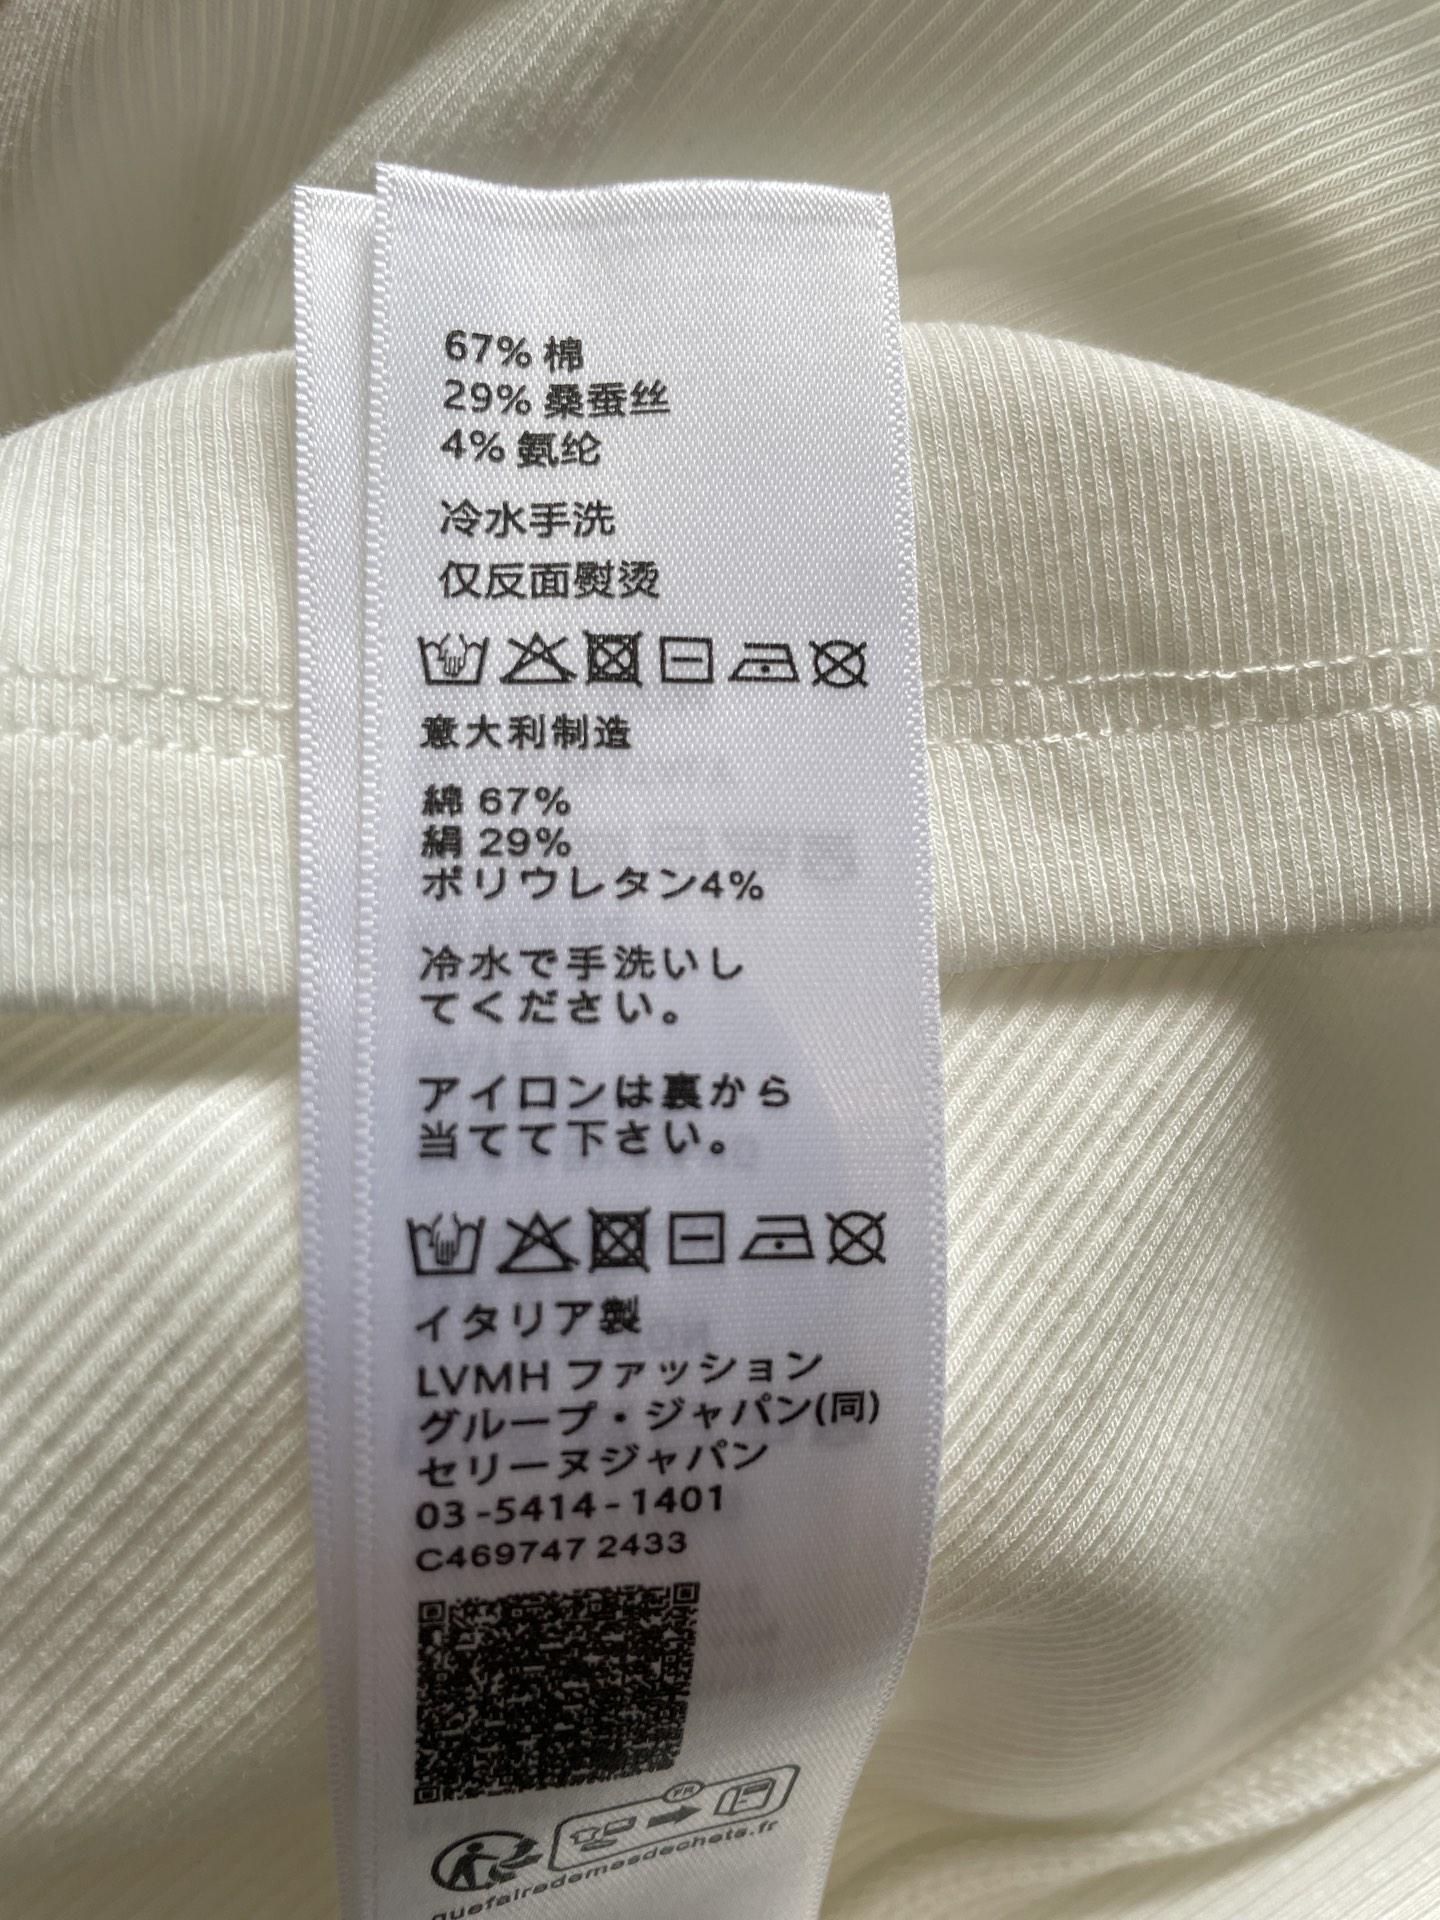 67% 棉
29% 桑蚕丝
4% 氨纶
冷水手洗
仅反面熨烫
意大利制造
綿 67%
絹 29%
ポリウレタン4%
冷水で手洗いし
てください。
アイロンは裏から
当てて下さい。
イタリア製
LVMH ファッション
グループ・ジャパン(同)
セリーヌジャパン
03-5414-1401
C469747 2433
FR
quefairedemesdechets.fr